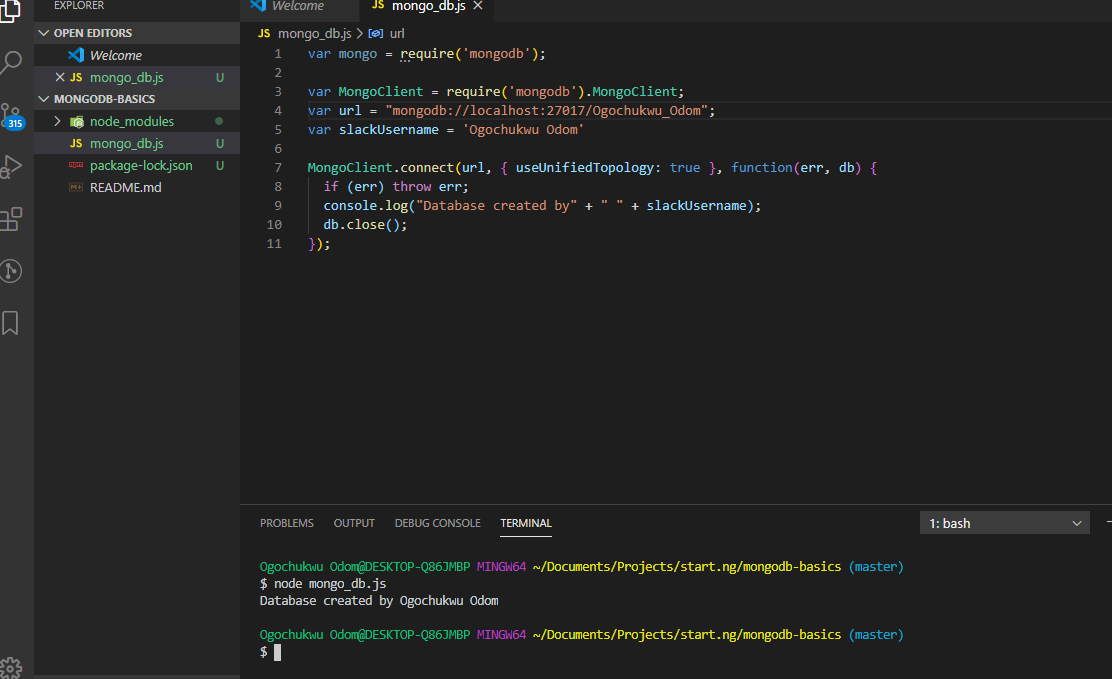 EXPLORER
OPEN EDITORS
Welcome
JS mongo_db.js U
MONGODB-BASICS
node_modules
JS mongo_db.js U
package-lock.json U
README.md
315
Welcome
JS mongo_db.js
JS mongo_db.js > url
1 var mongo = require('mongodb');
2
3 var MongoClient = require('mongodb').MongoClient;
4 var url = "mongodb://localhost:27017/Ogochukwu_Odom";
5 var slackUsername = 'Ogochukwu Odom'
6
7 MongoClient.connect(url, { useUnifiedTopology: true }, function(err, db) {
8 if (err) throw err;
9 console.log("Database created by" + " " + slackUsername);
10 db.close();
11 });
PROBLEMS OUTPUT DEBUG CONSOLE TERMINAL 1: bash
Ogochukwu Odom@DESKTOP-Q86JMBP MINGW64 ~/Documents/Projects/start.ng/mongodb-basics (master)
$ node mongo_db.js
Database created by Ogochukwu Odom
Ogochukwu Odom@DESKTOP-Q86JMBP MINGW64 ~/Documents/Projects/start.ng/mongodb-basics (master)
$